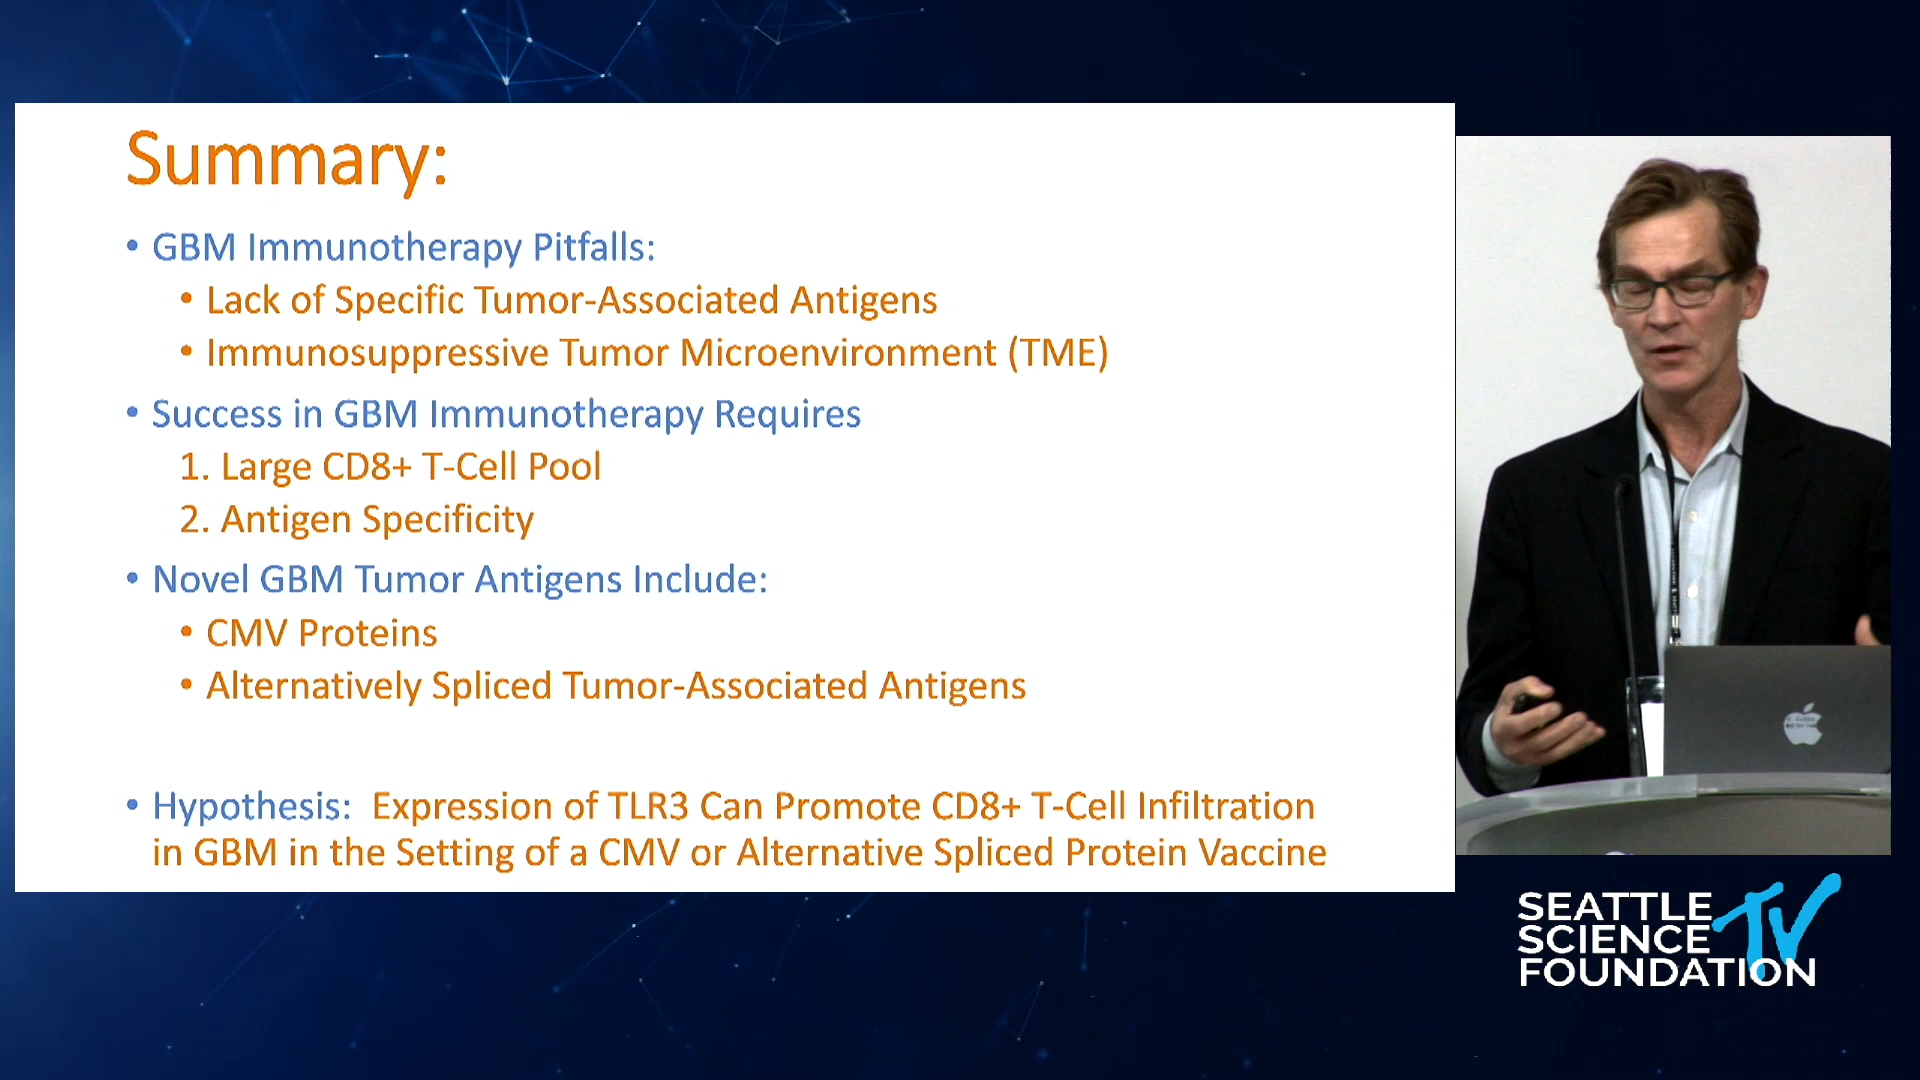 Summary:
• GBM Immunotherapy Pitfalls:
• Lack of Specific Tumor-Associated Antigens
• Immunosuppressive Tumor Microenvironment (TME)
• Success in GBM Immunotherapy Requires
1. Large CD8+ T-Cell Pool
2. Antigen Specificity
• Novel GBM Tumor Antigens Include:
• CMV Proteins
• Alternatively Spliced Tumor-Associated Antigens
• Hypothesis: Expression of TLR3 Can Promote CD8+ T-Cell Infiltration
in GBM in the Setting of a CMV or Alternative Spliced Protein Vaccine
SEATTLE
SCIENCE
FOUNDATION
TV